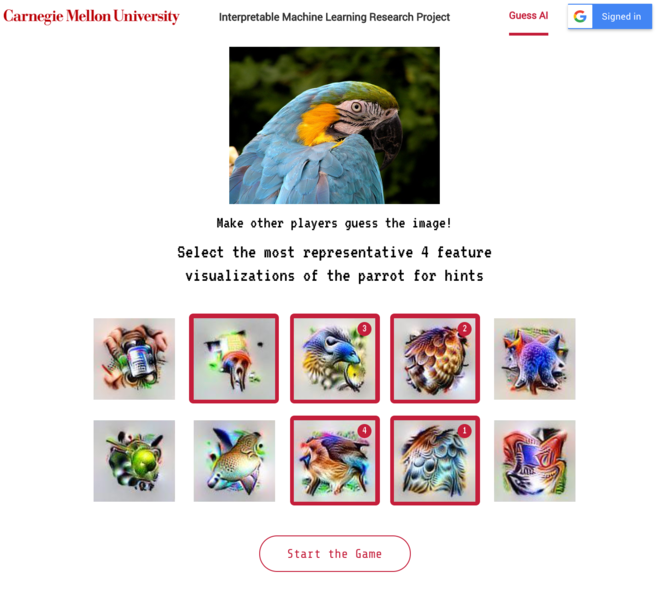 Carnegie Mellon University
Interpretable Machine Learning Research Project
Guess AI
Signed in
Make other players guess the image!
Select the most representative 4 feature
visualizations of the parrot for hints
3
2
4
1
Start the Game